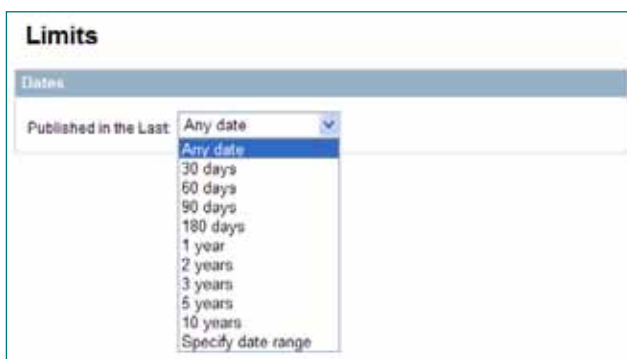 Limits
Dates
Published in the Last: Any date
Any date
30 days
60 days
90 days
180 days
1 year
2 years
3 years
5 years
10 years
Specify date range